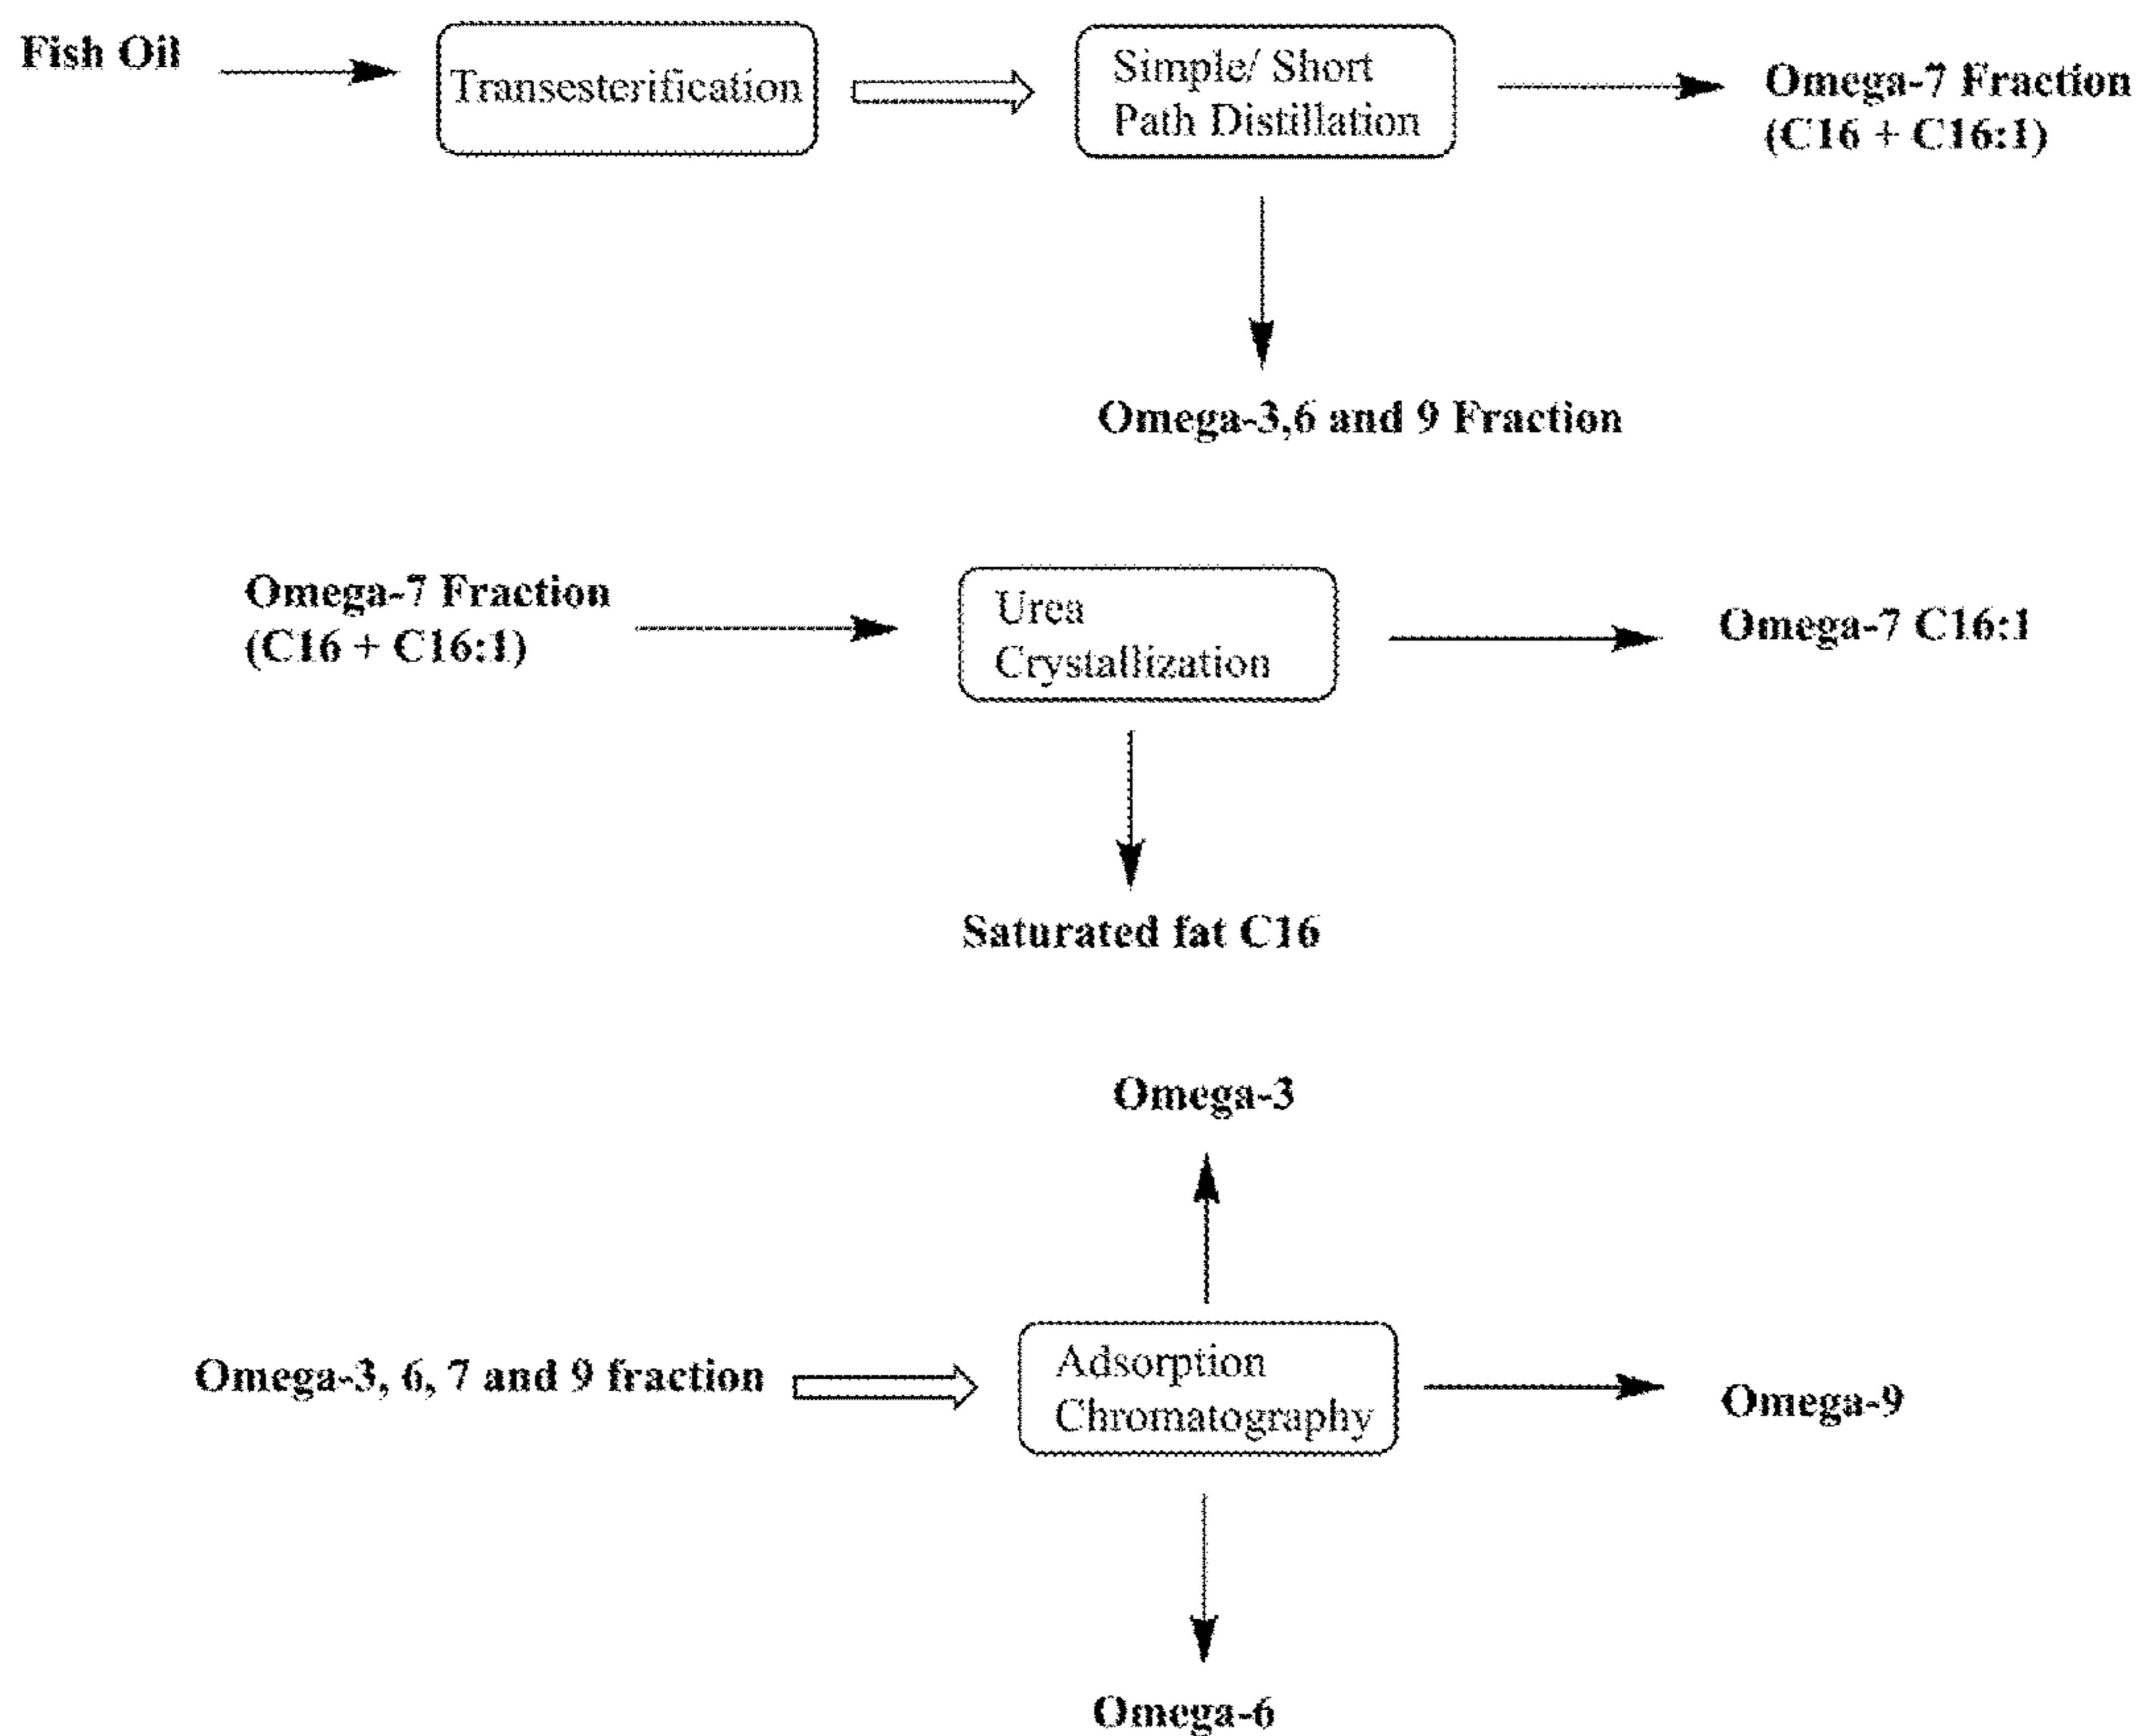 Fish Oil
Transesterification
Simple/ Short
Path Distillation
Omega-7 Fraction
(C16 + C16:1)
Omega-3,6 and 9 Fraction
Omega-7 Fraction
(C16 + C16:1)
Urea
Crystallization
Omega-7 C16:1
Saturated fat C16
Omega-3
Omega-3, 6, 7 and 9 fraction
Adsorption
Chromatography
Omega-9
Omega-6